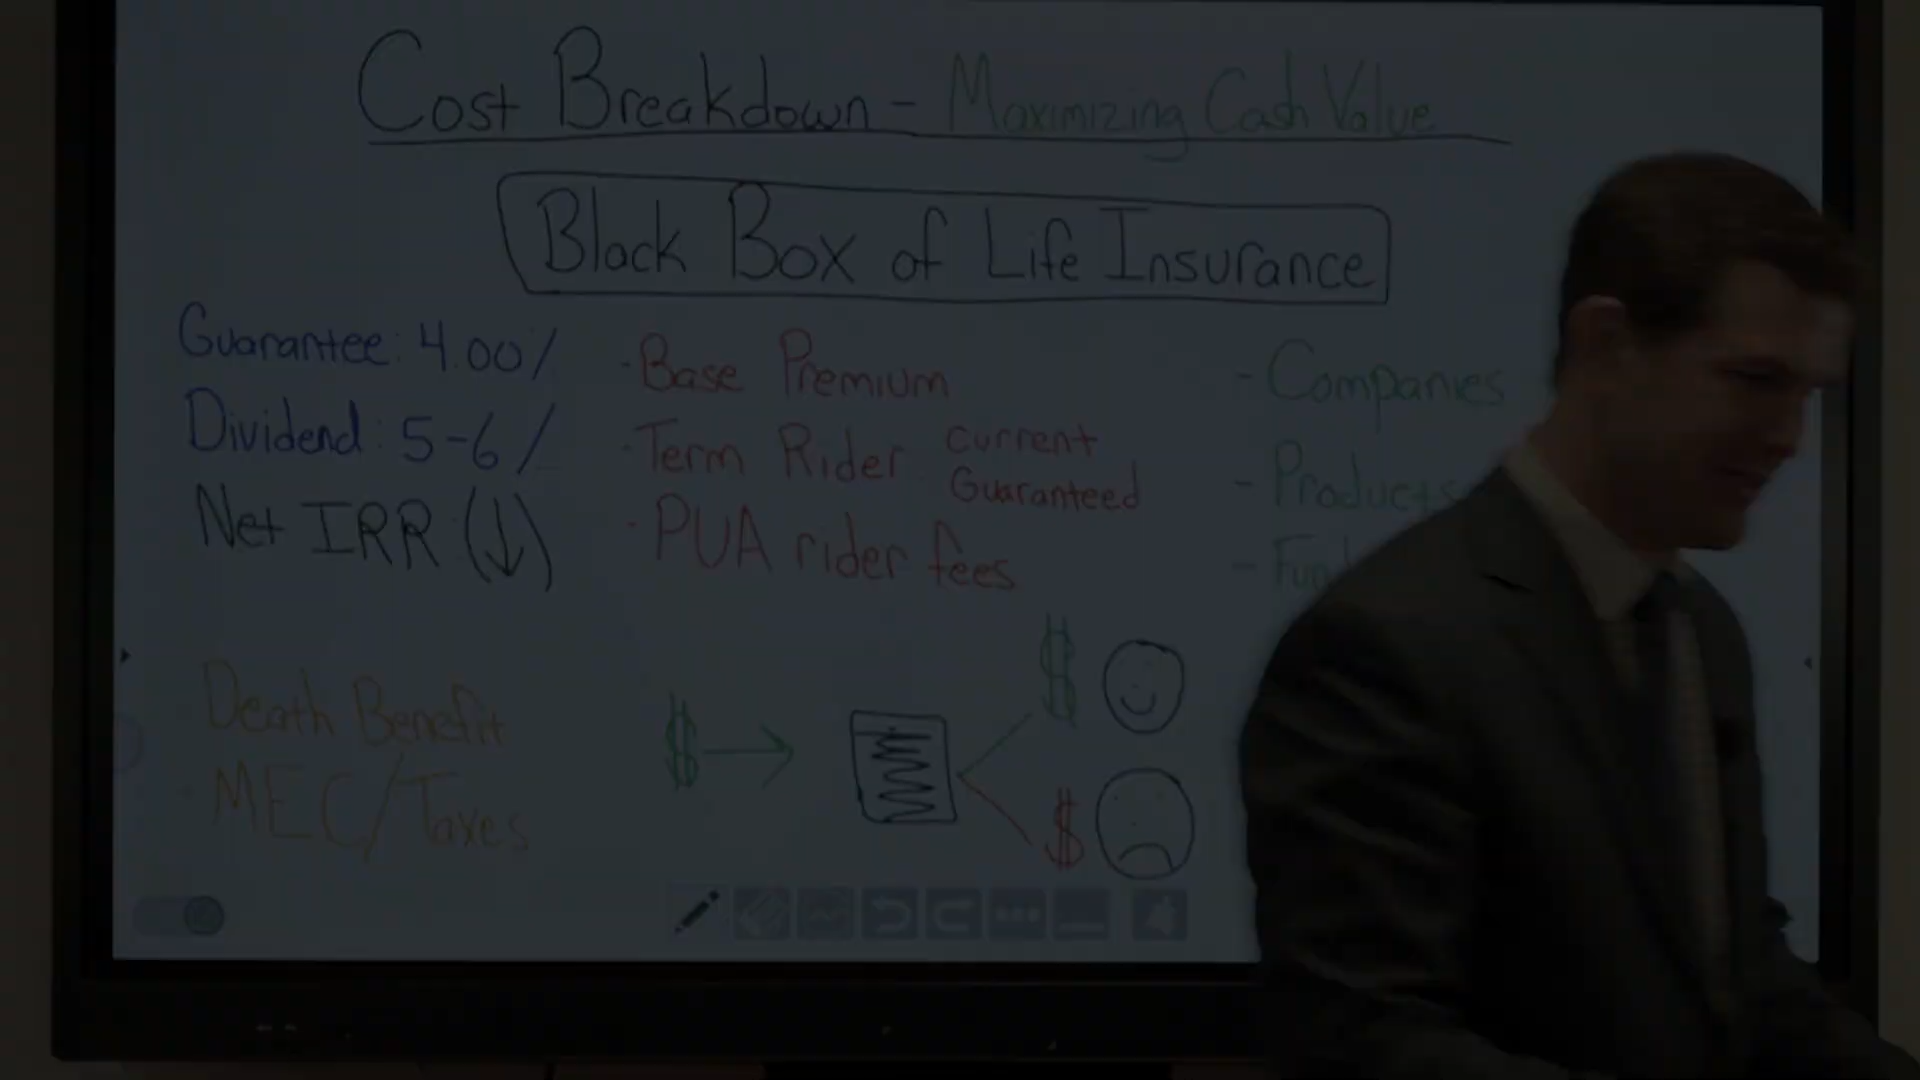 Cost Breakdown - Maximizing Cash Value
Black Box of Life Insurance
Guarantee: 4.00%
Dividend: 5-6%
Net IRR (↓)
· Base Premium
· Term Rider current Guaranteed
· PUA rider fees
- Companies
- Products
Death Benefit
MEC/Taxes
$ → $
$